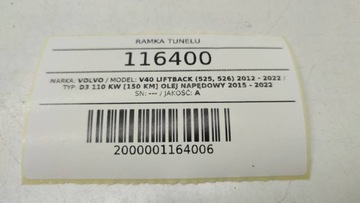 RAMKA TUNELU
116400
MARKA: VOLVO / MODEL: V40 LIFTBACK (525, 526) 2012 - 2022 /
TYP: D3 110 KW [150 KM] OLEJ NAPĘDOWY 2015 - 2022
SN: --- / JAKOŚĆ: A
2000001164006